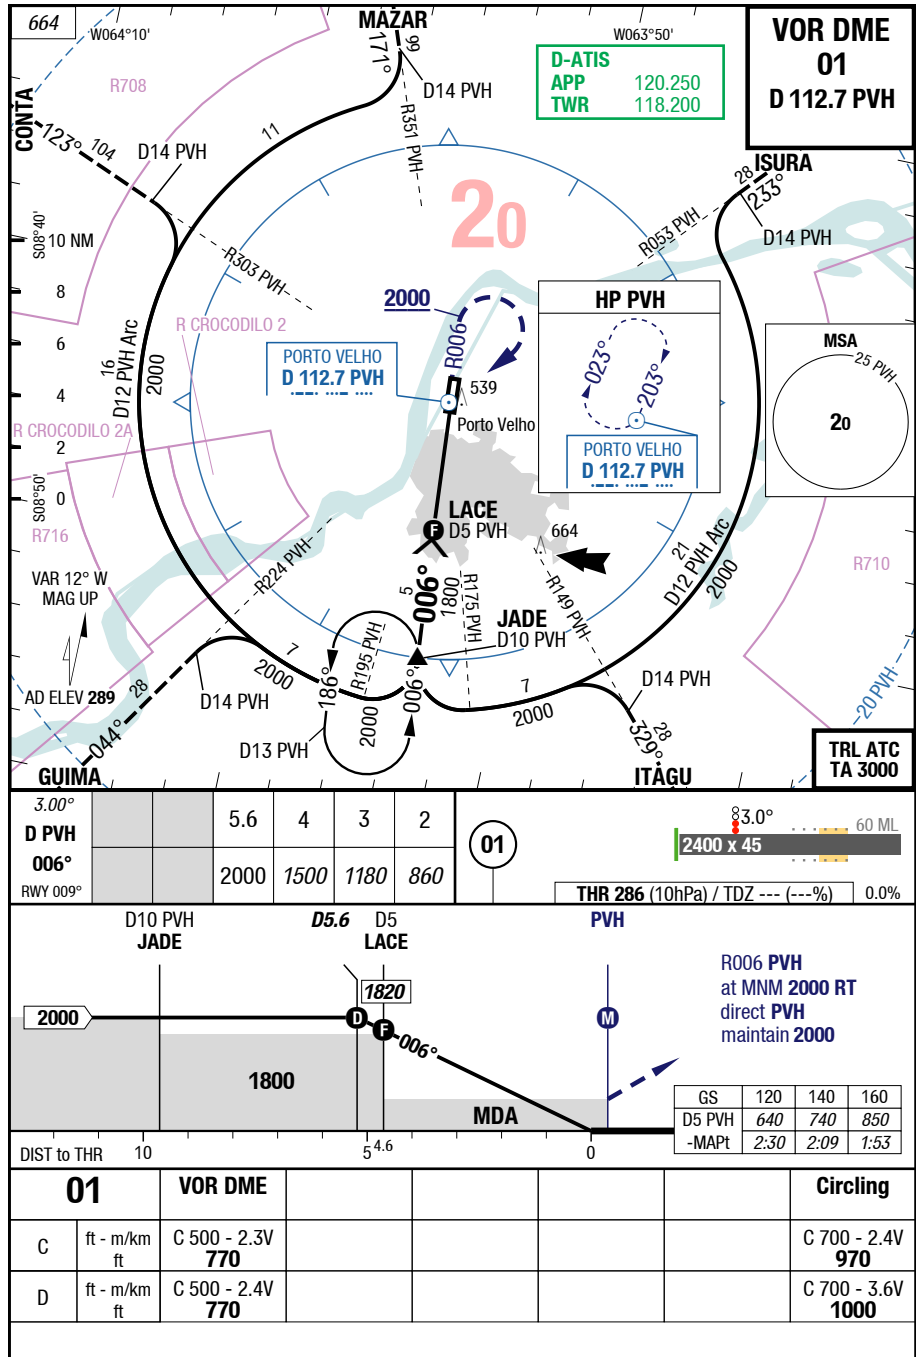 664
MAZAR
W064°10'
W063°50'
VOR DME
01
D 112.7 PVH
D-ATIS
APP 120.250
TWR 118.200
R708
171°
99
D14 PVH
R351 PVH
11
CONTA
123°
104
D14 PVH
ISURA
28
233°
D14 PVH
R053 PVH
20
S08°40'
10 NM
R303 PVH
8
6
4
2
0
S08°50'
2000
R006
HP PVH
023°
203°
PORTO VELHO
D 112.7 PVH
MSA
25 PVH
20
R CROCODILO 2
16
D12 PVH Arc
2000
PORTO VELHO
D 112.7 PVH
539
Porto Velho
R CROCODILO 2A
R716
LACE
F
D5 PVH
664
R710
21
D12 PVH Arc
2000
VAR 12° W
MAG UP
R224 PVH
5
006°
1800
R175 PVH
R149 PVH
JADE
D10 PVH
AD ELEV 289
28
044°
D14 PVH
7
2000
R195 PVH
186°
2000
006°
D13 PVH
7
2000
D14 PVH
28
329°
20 PVH
GUIMA
ITAGU
TRL ATC
TA 3000
3.00°
D PVH
006°
RWY 009°
5.6 4 3 2
2000 1500 1180 860
01
3.0°
60 ML
2400 x 45
THR 286 (10hPa) / TDZ --- (---%)
0.0%
D10 PVH
JADE
D5.6
D5
LACE
PVH
1820
2000
D
F
006°
M
R006 PVH
at MNM 2000 RT
direct PVH
maintain 2000
1800
MDA
GS 120 140 160
D5 PVH 640 740 850
-MAPt 2:30 2:09 1:53
DIST to THR 10 5 4.6 0
01 VOR DME Circling
C ft - m/km C 500 - 2.3V C 700 - 2.4V
ft 770 970
D ft - m/km C 500 - 2.4V C 700 - 3.6V
ft 770 1000